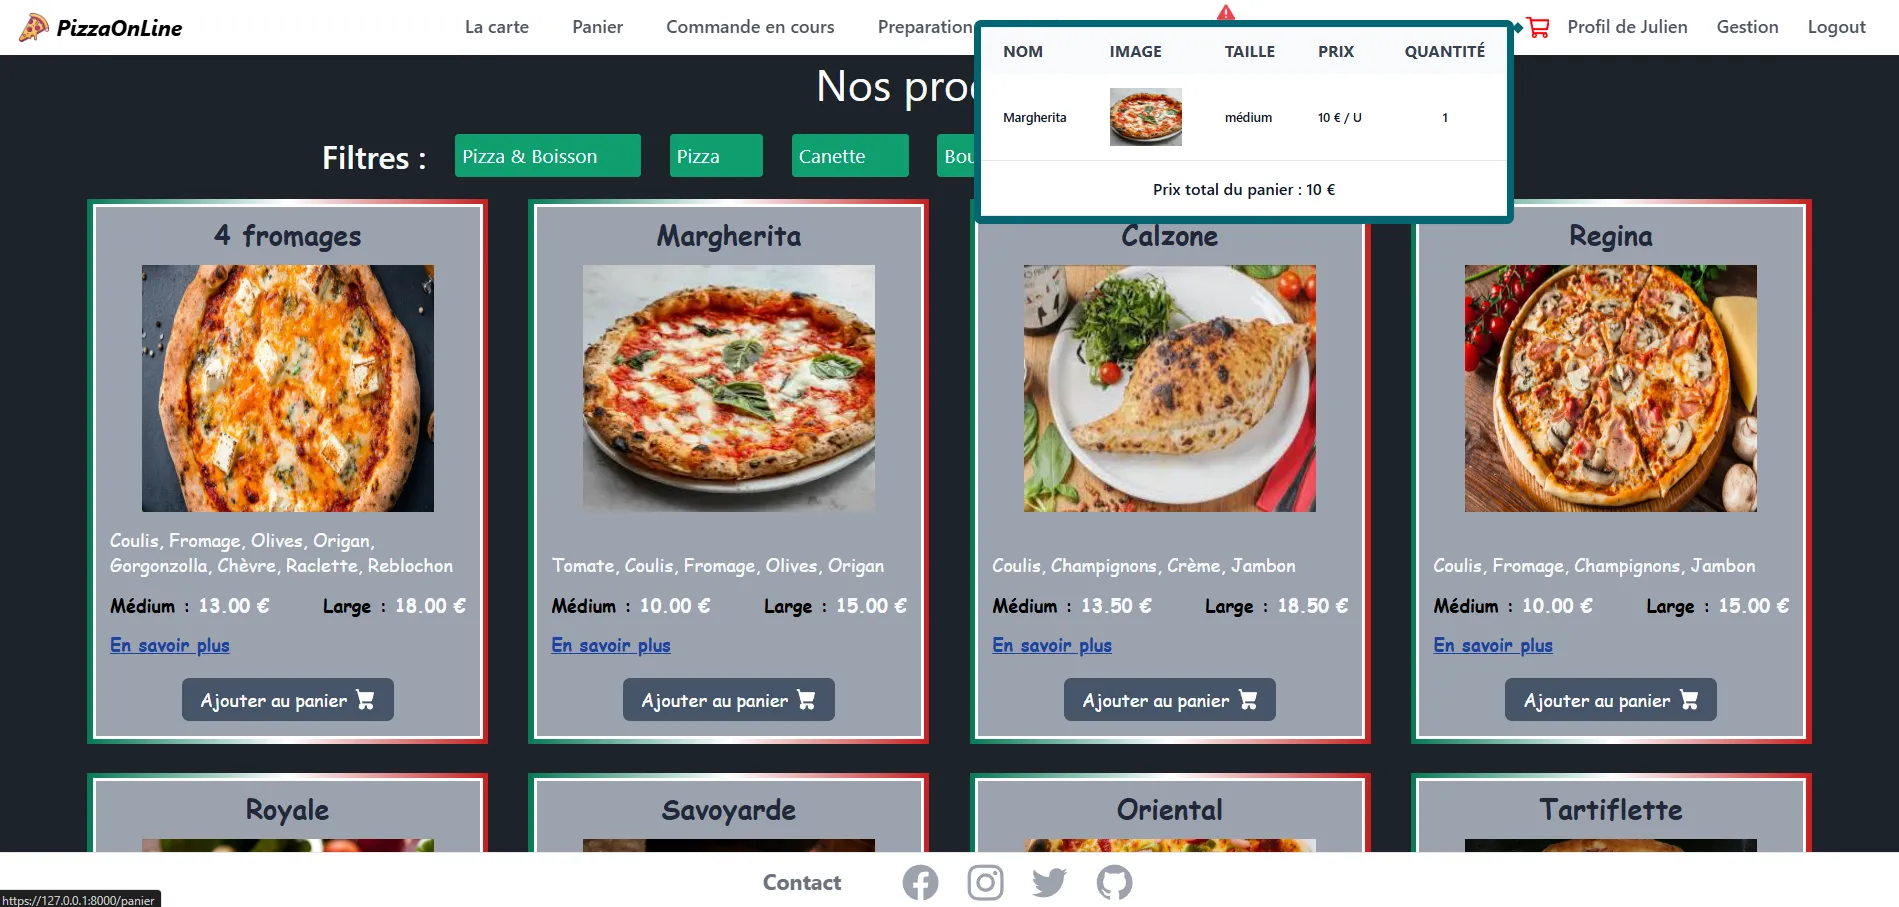 PizzaOnLine
La carte Panier Commande en cours Preparation
Profil de Julien Gestion Logout
NOM IMAGE TAILLE PRIX QUANTITÉ
Margherita médium 10 € / U 1
Prix total du panier : 10 €
Nos
Filtres : Pizza & Boisson Pizza Canette
4 fromages
Coulis, Fromage, Olives, Origan,
Gorgonzolla, Chèvre, Raclette, Reblochon
Médium : 13.00 € Large : 18.00 €
En savoir plus
Ajouter au panier
Margherita
Tomate, Coulis, Fromage, Olives, Origan
Médium : 10.00 € Large : 15.00 €
En savoir plus
Ajouter au panier
Calzone
Coulis, Champignons, Crème, Jambon
Médium : 13.50 € Large : 18.50 €
En savoir plus
Ajouter au panier
Regina
Coulis, Fromage, Champignons, Jambon
Médium : 10.00 € Large : 15.00 €
En savoir plus
Ajouter au panier
Royale
Savoyarde
Oriental
Tartiflette
Contact
https://127.0.0.1:8000/panier